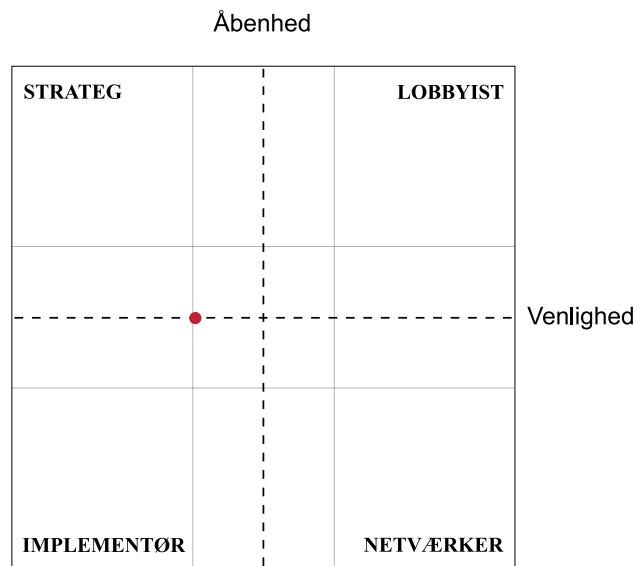 Åbenhed
STRATEG
LOBBYIST
Venlighed
IMPLEMENTØR
NETVÆRKER